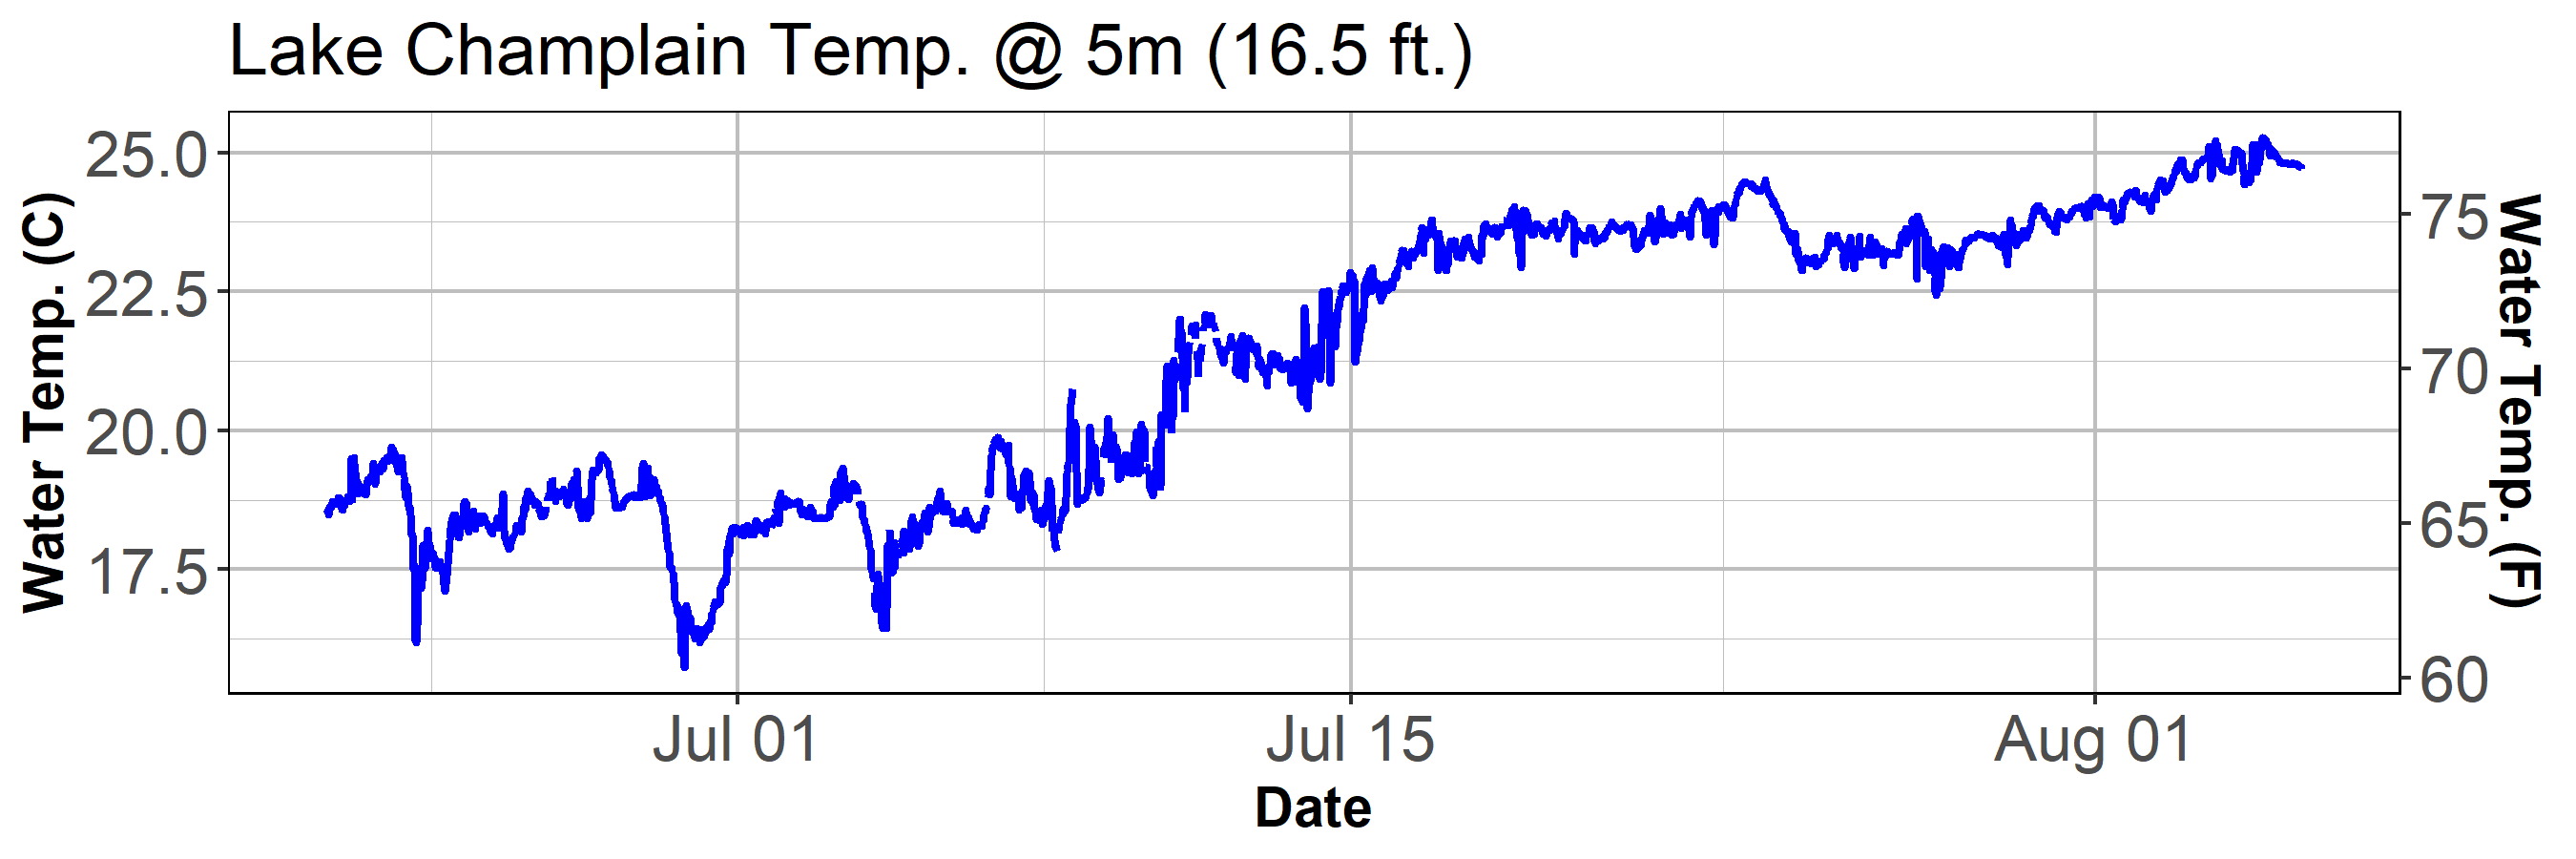 Lake Champlain Temp. @ 5m (16.5 ft.)
Water Temp. (C)
25.0
22.5
20.0
17.5
75
70
65
60
Water Temp. (F)
Jul 01
Jul 15
Aug 01
Date